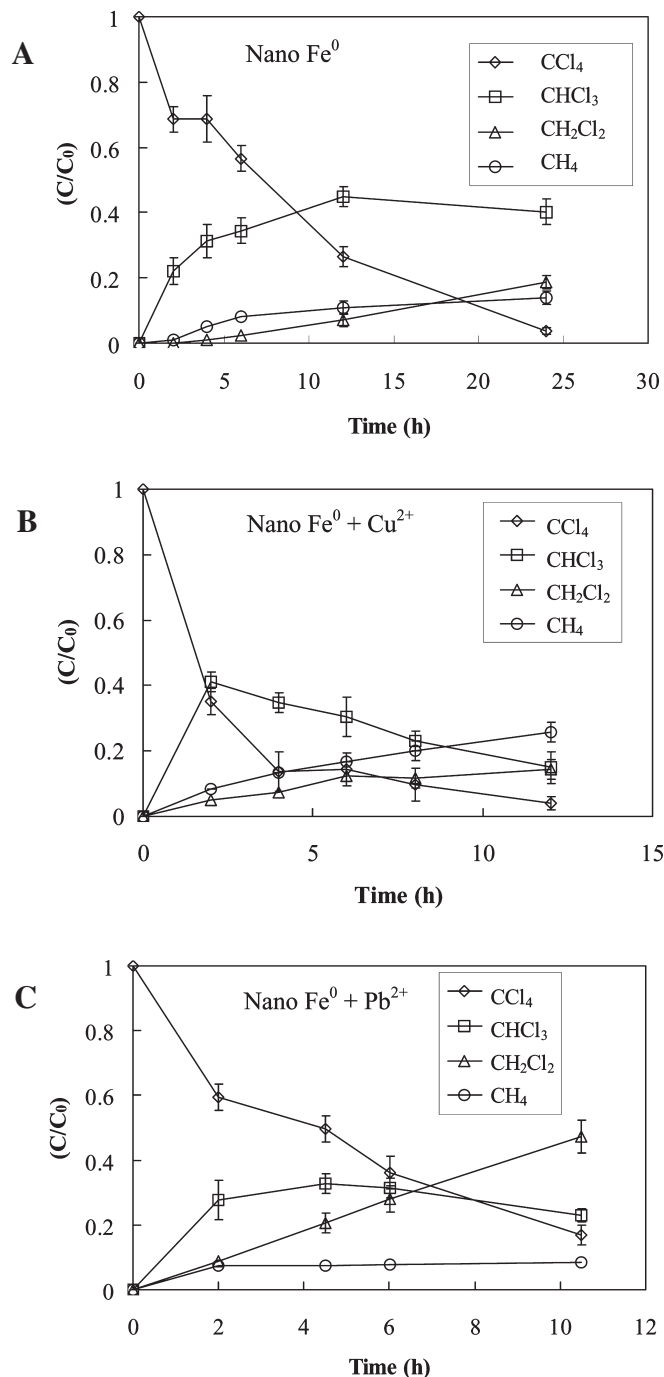 A
Nano Fe⁰
CCl₄
CHCl₃
CH₂Cl₂
CH₄
(C/C₀)
1
0.8
0.6
0.4
0.2
0
0 5 10 15 20 25 30
Time (h)
B
Nano Fe⁰ + Cu²⁺
CCl₄
CHCl₃
CH₂Cl₂
CH₄
(C/C₀)
1
0.8
0.6
0.4
0.2
0
0 5 10 15
Time (h)
C
Nano Fe⁰ + Pb²⁺
CCl₄
CHCl₃
CH₂Cl₂
CH₄
(C/C₀)
1
0.8
0.6
0.4
0.2
0
0 2 4 6 8 10 12
Time (h)